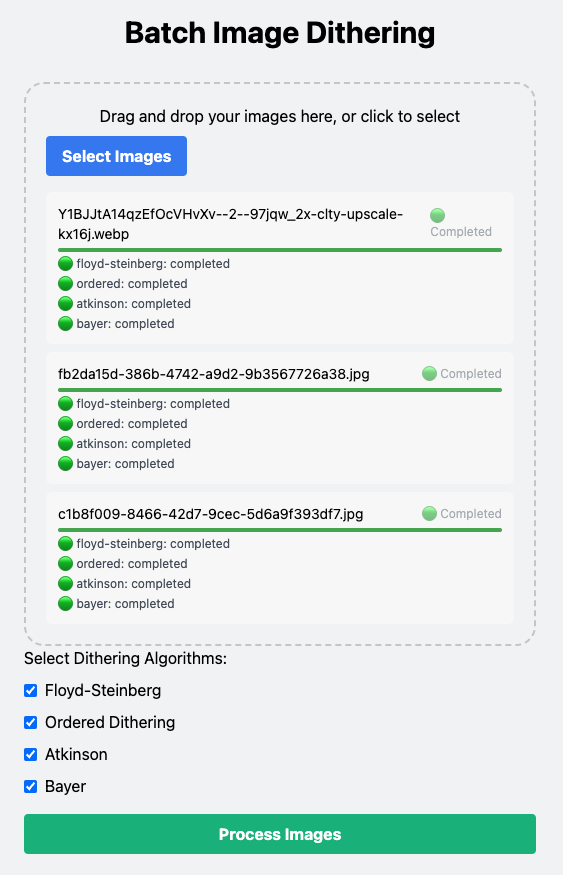 Batch Image Dithering
Drag and drop your images here, or click to select
Select Images
Y1BJJtA14qzEfOcVHvXv--2--97jqw_2x-clty-upscale-
kx16j.webp
Completed
floyd-steinberg: completed
ordered: completed
atkinson: completed
bayer: completed
fb2da15d-386b-4742-a9d2-9b3567726a38.jpg
Completed
floyd-steinberg: completed
ordered: completed
atkinson: completed
bayer: completed
c1b8f009-8466-42d7-9cec-5d6a9f393df7.jpg
Completed
floyd-steinberg: completed
ordered: completed
atkinson: completed
bayer: completed
Select Dithering Algorithms:
Floyd-Steinberg
Ordered Dithering
Atkinson
Bayer
Process Images